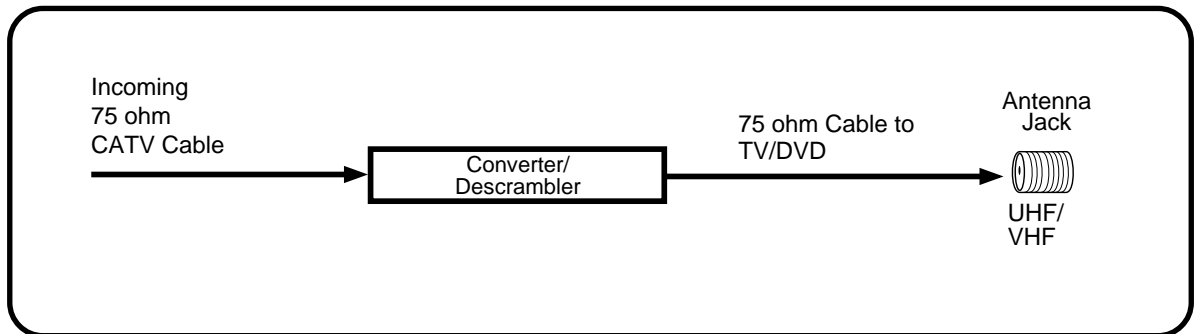 Incoming
75 ohm
CATV Cable
Converter/
Descrambler
75 ohm Cable to
TV/DVD
Antenna
Jack
UHF/
VHF